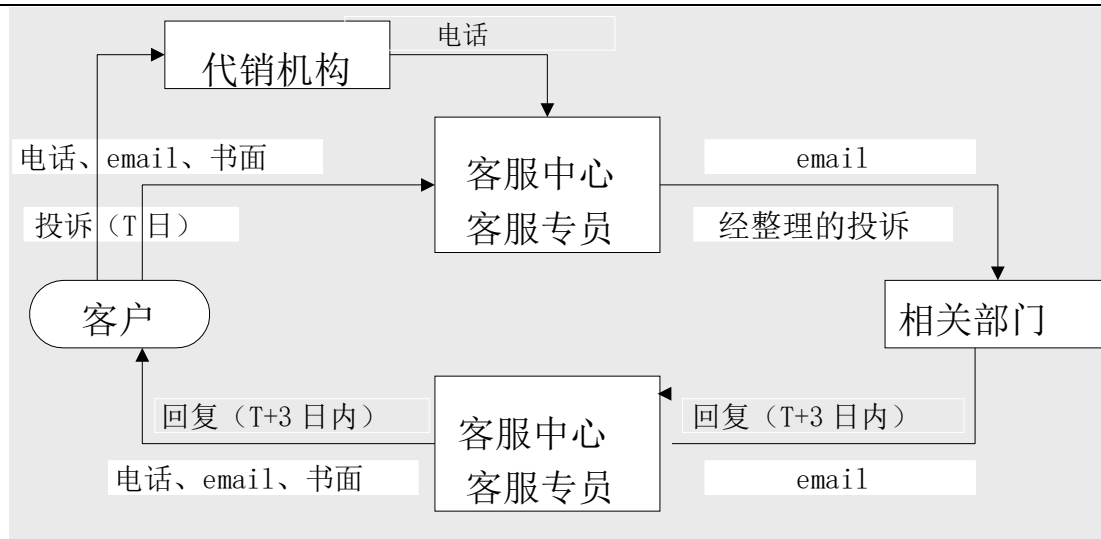 电话
代销机构
电话、email、书面
客服中心
客服专员
email
投诉（T 日）
经整理的投诉
客户
相关部门
回复（T+3 日内）
客服中心
客服专员
回复（T+3 日内）
电话、email、书面
email